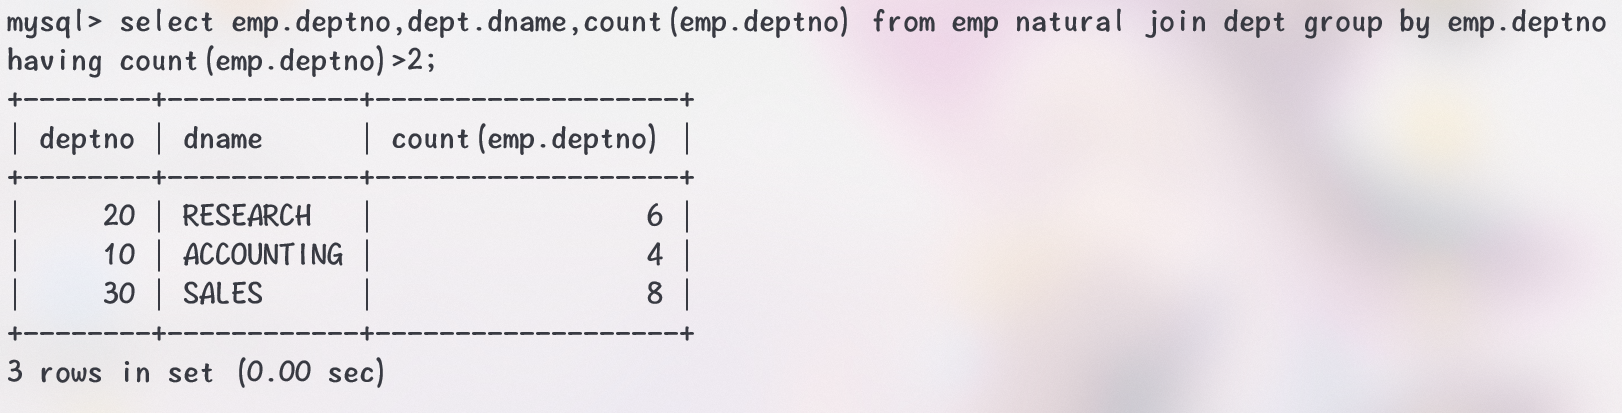 mysql> select emp.deptno,dept.dname,count(emp.deptno) from emp natural join dept group by emp.deptno
having count(emp.deptno)>2;
+--------+------------+-------------------+
| deptno | dname      | count(emp.deptno) |
+--------+------------+-------------------+
|     20 | RESEARCH   |                 6 |
|     10 | ACCOUNTING |                 4 |
|     30 | SALES      |                 8 |
+--------+------------+-------------------+
3 rows in set (0.00 sec)